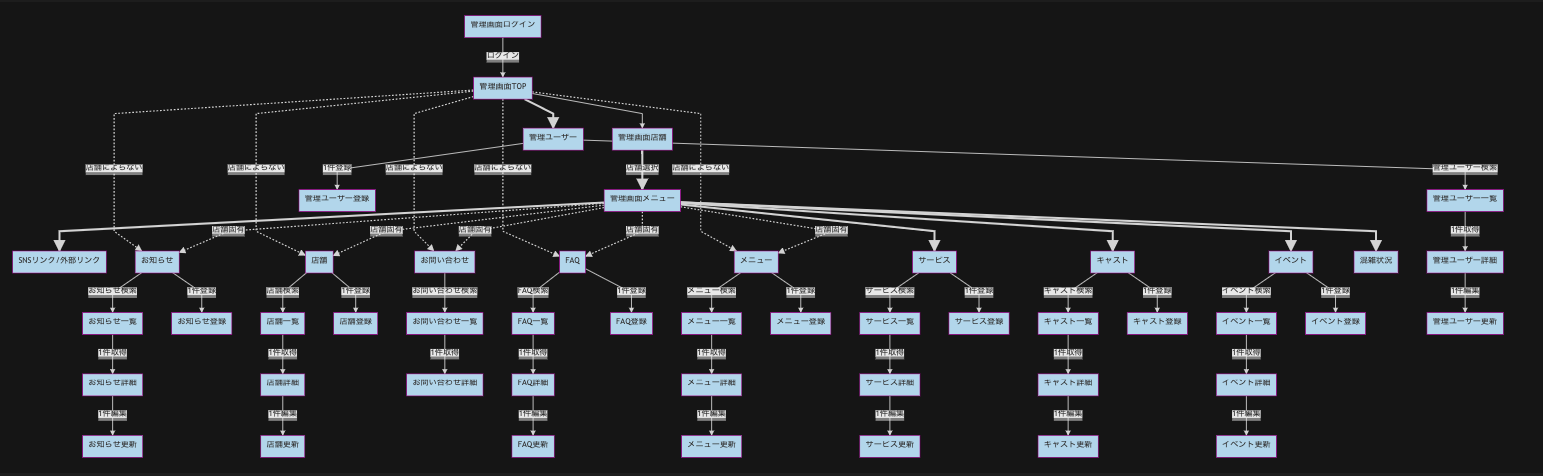 管理画面ログイン
ログイン
管理画面TOP
管理ユーザー
管理画面店舗
店舗によらない
店舗によらない
1件登録
店舗によらない
店舗によらない
店舗選択
店舗によらない
管理ユーザー検索
管理ユーザー登録
管理画面メニュー
管理ユーザー一覧
店舗固有
店舗固有
店舗固有
店舗固有
店舗固有
1件取得
SNSリンク/外部リンク
お知らせ
店舗
お問い合わせ
FAQ
メニュー
サービス
キャスト
イベント
混雑状況
管理ユーザー詳細
お知らせ検索
1件登録
店舗検索
1件登録
お問い合わせ検索
FAQ検索
1件登録
メニュー検索
1件登録
サービス検索
1件登録
キャスト検索
1件登録
イベント検索
1件登録
1件編集
お知らせ一覧
お知らせ登録
店舗一覧
店舗登録
お問い合わせ一覧
FAQ一覧
FAQ登録
メニュー一覧
メニュー登録
サービス一覧
サービス登録
キャスト一覧
キャスト登録
イベント一覧
イベント登録
管理ユーザー更新
1件取得
1件取得
1件取得
1件取得
1件取得
1件取得
1件取得
1件取得
お知らせ詳細
店舗詳細
お問い合わせ詳細
FAQ詳細
メニュー詳細
サービス詳細
キャスト詳細
イベント詳細
1件編集
1件編集
1件編集
1件編集
1件編集
1件編集
1件編集
お知らせ更新
店舗更新
FAQ更新
メニュー更新
サービス更新
キャスト更新
イベント更新